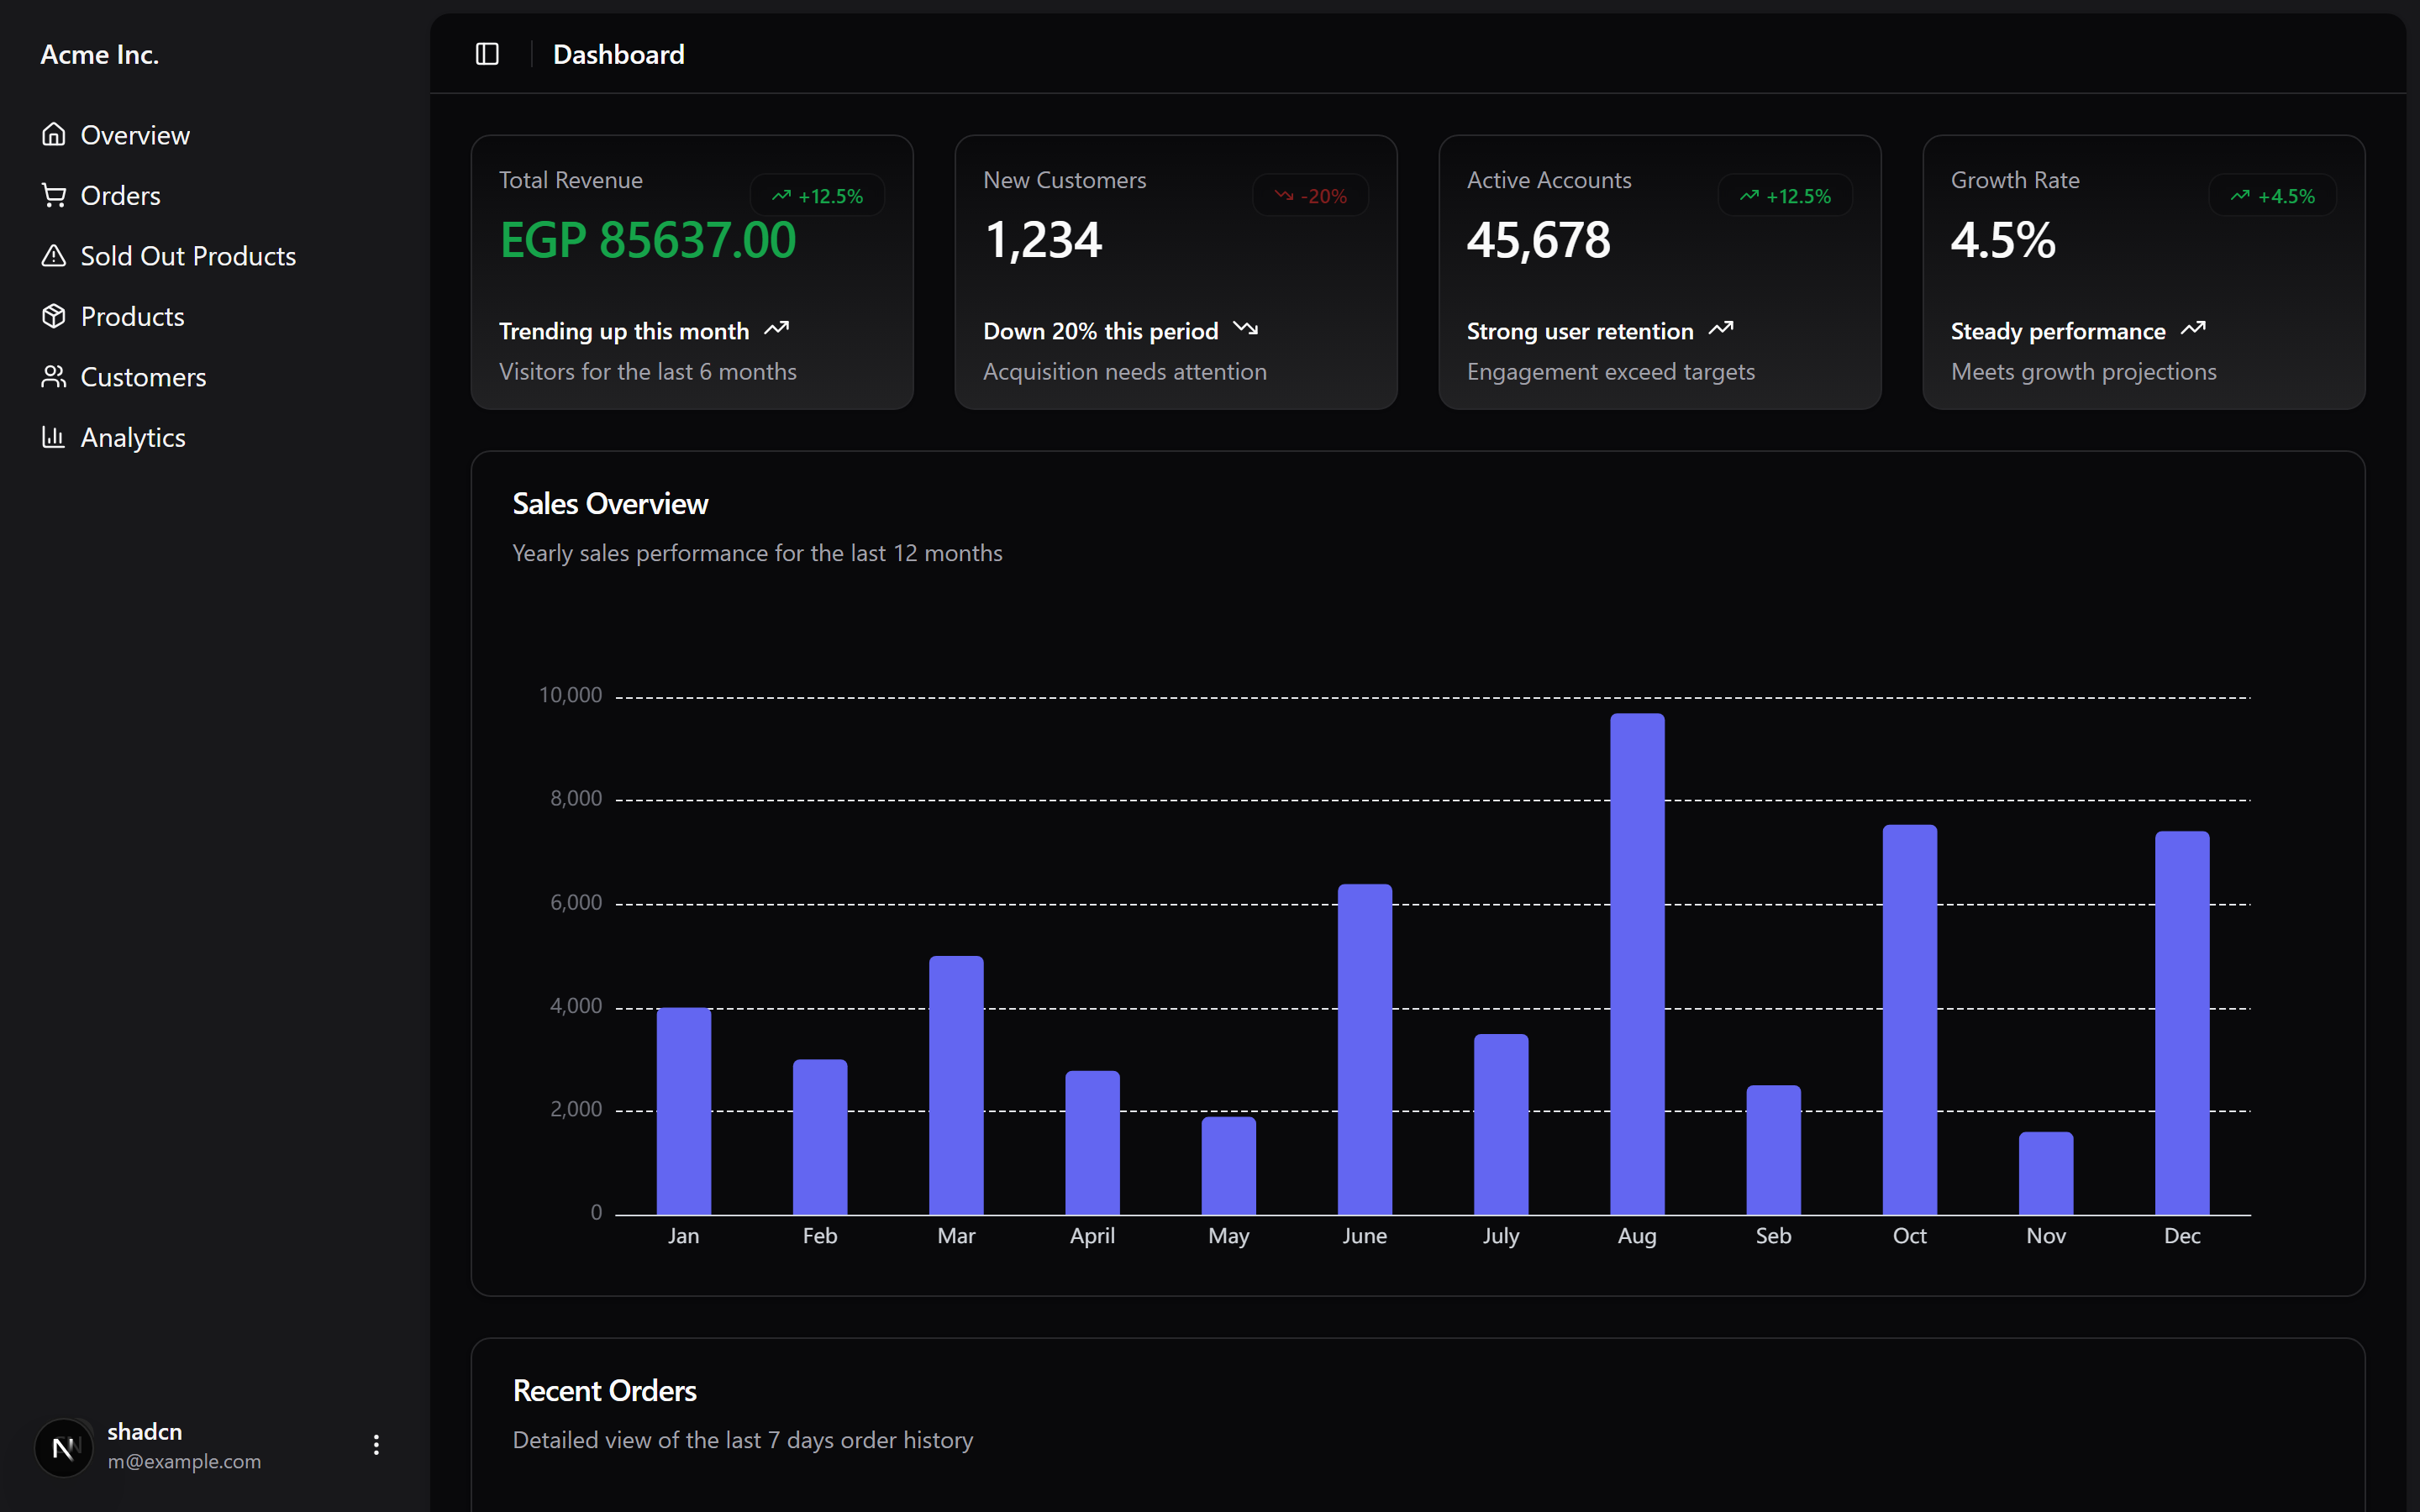 Acme Inc.
Overview
Orders
Sold Out Products
Products
Customers
Analytics
shadcn
m@example.com
Dashboard
Total Revenue
+12.5%
EGP 85637.00
Trending up this month
Visitors for the last 6 months
New Customers
-20%
1,234
Down 20% this period
Acquisition needs attention
Active Accounts
+12.5%
45,678
Strong user retention
Engagement exceed targets
Growth Rate
+4.5%
4.5%
Steady performance
Meets growth projections
Sales Overview
Yearly sales performance for the last 12 months
10,000
8,000
6,000
4,000
2,000
0
Jan Feb Mar April May June July Aug Seb Oct Nov Dec
Recent Orders
Detailed view of the last 7 days order history